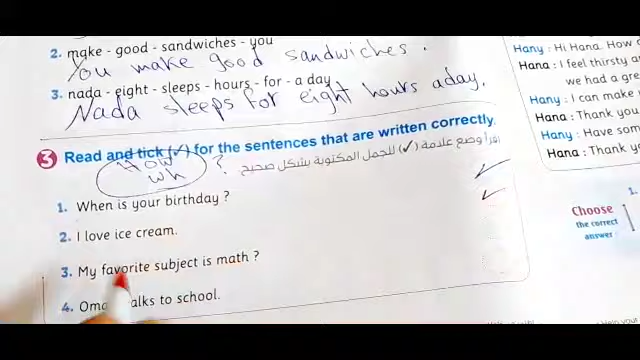 2. make - good - sandwiches - you
You make good sandwiches.
3. nada - eight - sleeps - hours - for - a day
Nada sleeps for eight hours aday.
3 Read and tick (✓) for the sentences that are written correctly.
اقرأ وضع علامة (✓) للجمل المكتوبة بشكل صحيح.
How
wh ?
1. When is your birthday ? ✓
2. I love ice cream. ✓
3. My favorite subject is math ?
4. to school.
Hany: Hi Hana. How
Hana : I feel thirsty
we had a
Hany : I can make
Hana : Thank you
Hany : Have some
Hana : Thank
1.
Choose
the correct
answer